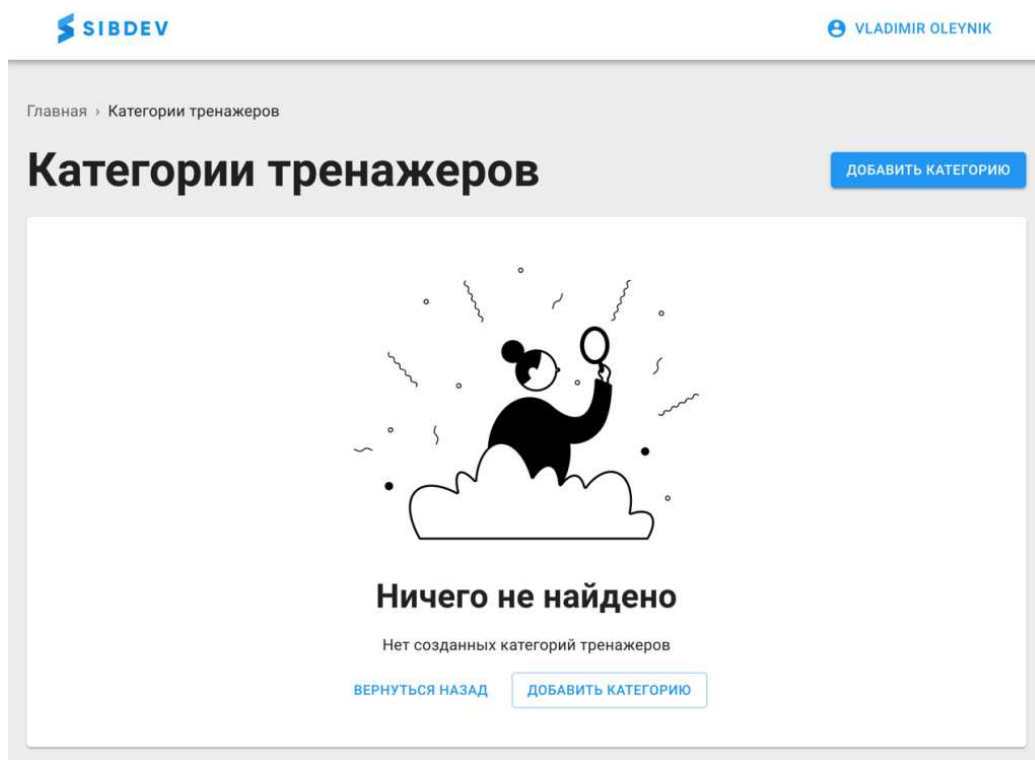 SIBDEV
VLADIMIR OLEYNIK
Главная › Категории тренажеров
Категории тренажеров
ДОБАВИТЬ КАТЕГОРИЮ
Ничего не найдено
Нет созданных категорий тренажеров
ВЕРНУТЬСЯ НАЗАД
ДОБАВИТЬ КАТЕГОРИЮ